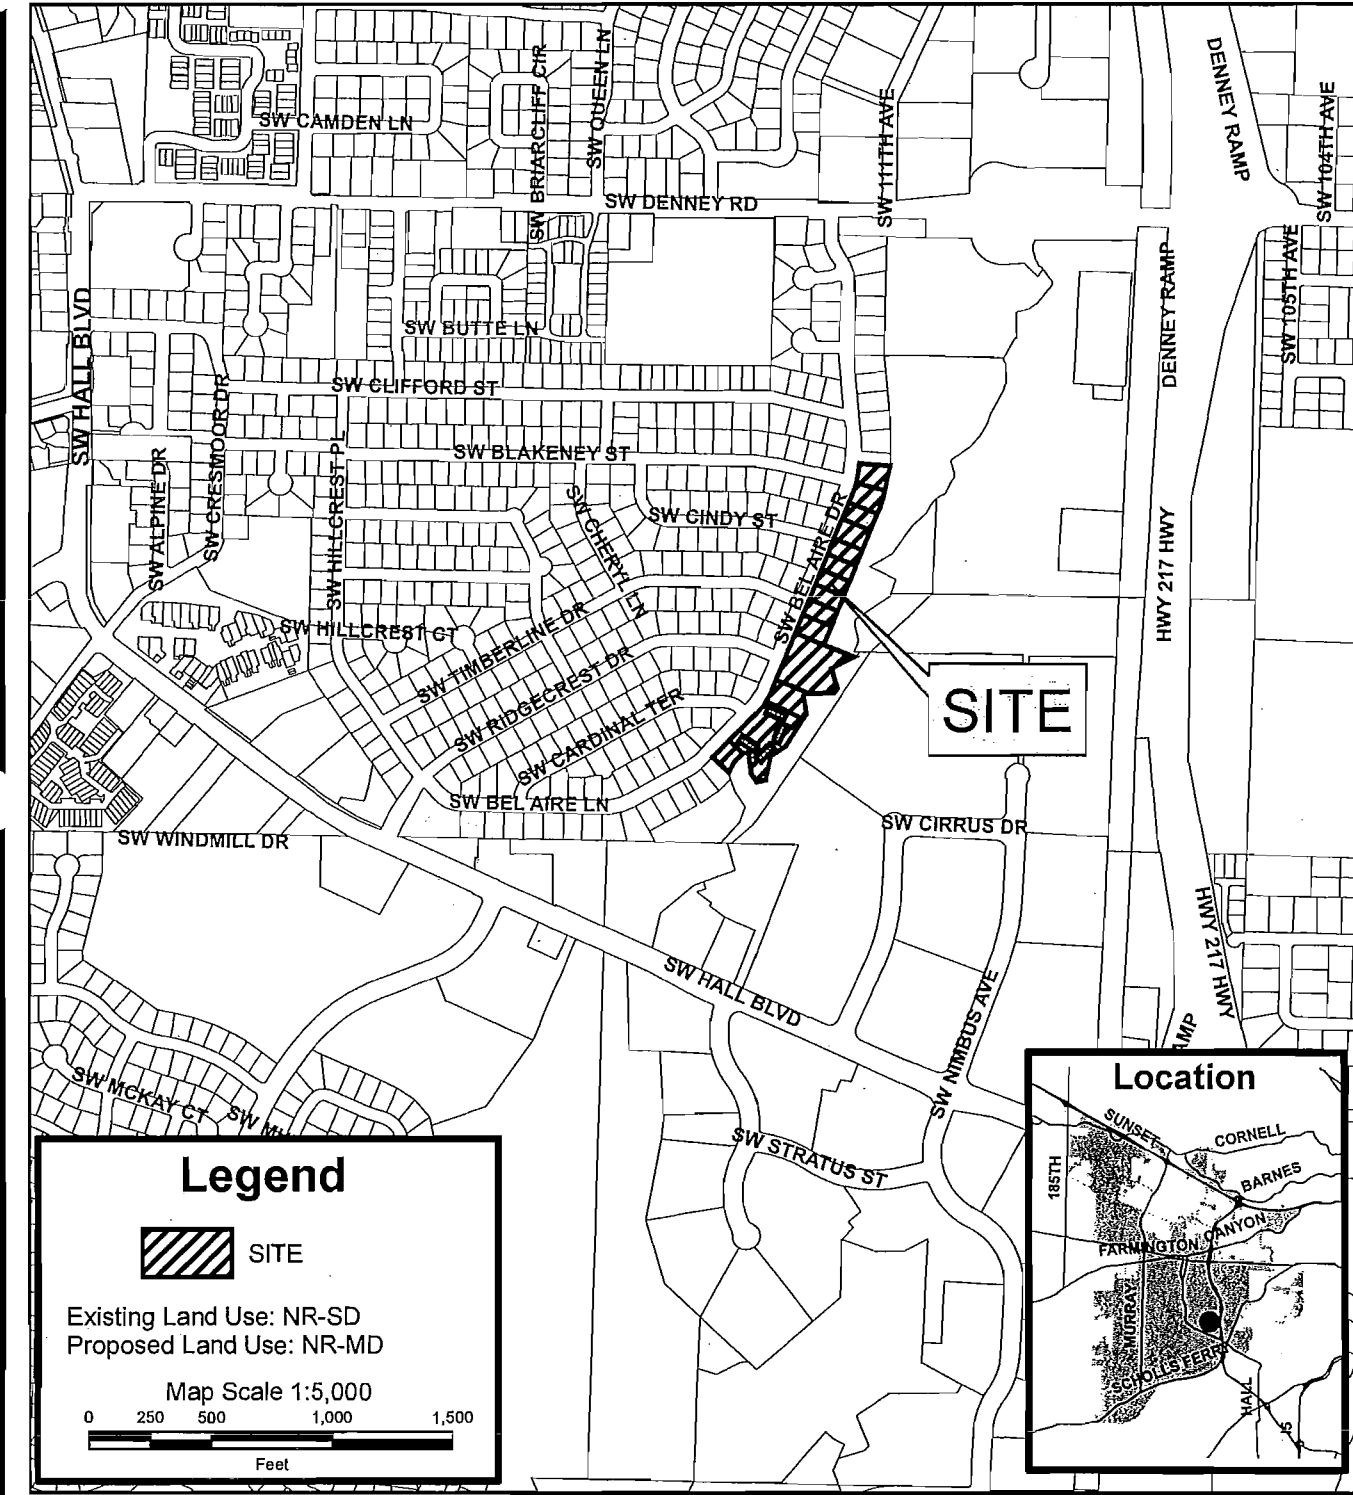 SW CAMDEN LN
SW BRIARCLIFF CIR
SW QUEEN LN
SW 111TH AVE
DENNEY RAMP
SW 104TH AVE
SW DENNEY RD
SW HALL BLVD
SW BUTTE LN
DENNEY RAMP
SW 105TH AVE
SW CLIFFORD ST
SW CRESMOOR DR
SW ALPINE DR
SW HILLCREST PL
SW BLAKENEY ST
SW CHERYL LN
SW CINDY ST
SW BEL AIRE DR
HWY 217 HWY
SW HILLCREST CT
SW TIMBERLINE DR
SW RIDGECREST DR
SW CARDINAL TER
SITE
SW BEL AIRE LN
SW WINDMILL DR
SW CIRRUS DR
HWY 217 HWY
SW HALL BLVD
SW NIMBUS AVE
AMP
SW MCKAY CT
SW STRATUS ST
Legend
SITE
Existing Land Use: NR-SD
Proposed Land Use: NR-MD
Map Scale 1:5,000
0 250 500 1,000 1,500
Feet
Location
SUNSET
CORNELL
185TH
BARNES
CANYON
FARMINGTON
MURRAY
SCHOLLS FERRY
HALL
I5